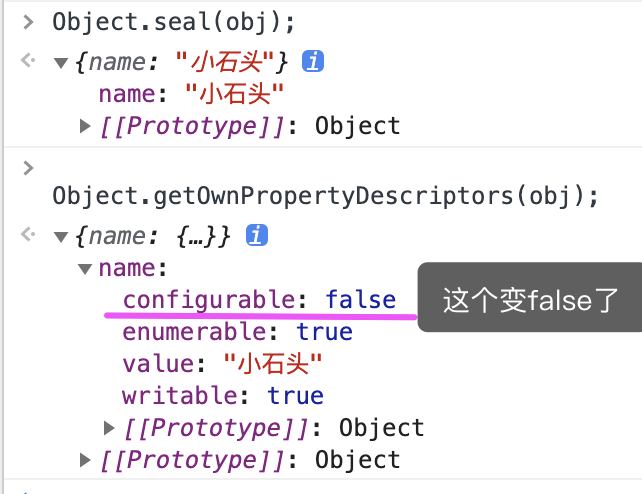 Object.seal(obj);
{name: "小石头"} i
name: "小石头"
[[Prototype]]: Object
Object.getOwnPropertyDescriptors(obj);
{name: {…}} i
name:
configurable: false
这个变false了
enumerable: true
value: "小石头"
writable: true
[[Prototype]]: Object
[[Prototype]]: Object